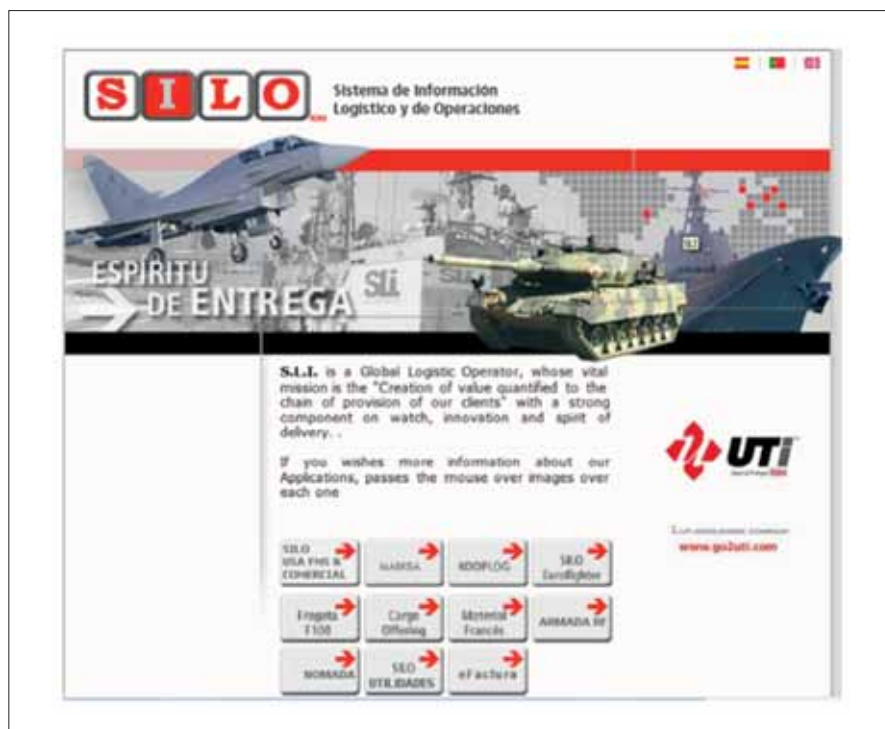 SILO
Sistema de Información
Logístico y de Operaciones
ESPIRITU
DE ENTREGA
SLi
S.L.I. is a Global Logistic Operator, whose vital
mission is the "Creation of value quantified to the
chain of provision of our clients" with a strong
component on watch, innovation and spirit of
delivery. .
If you wishes more information about our
Applications, passes the mouse over images over
each one
UTi
www.go2uti.com
SILO
USA FMS &
COMERCIAL
SILO
Eurofighter
Fragata
F100
Cargo
Offering
Material
Francés
ARMADA RF
NOMADA
SILO
UTILIDADES
eFactura